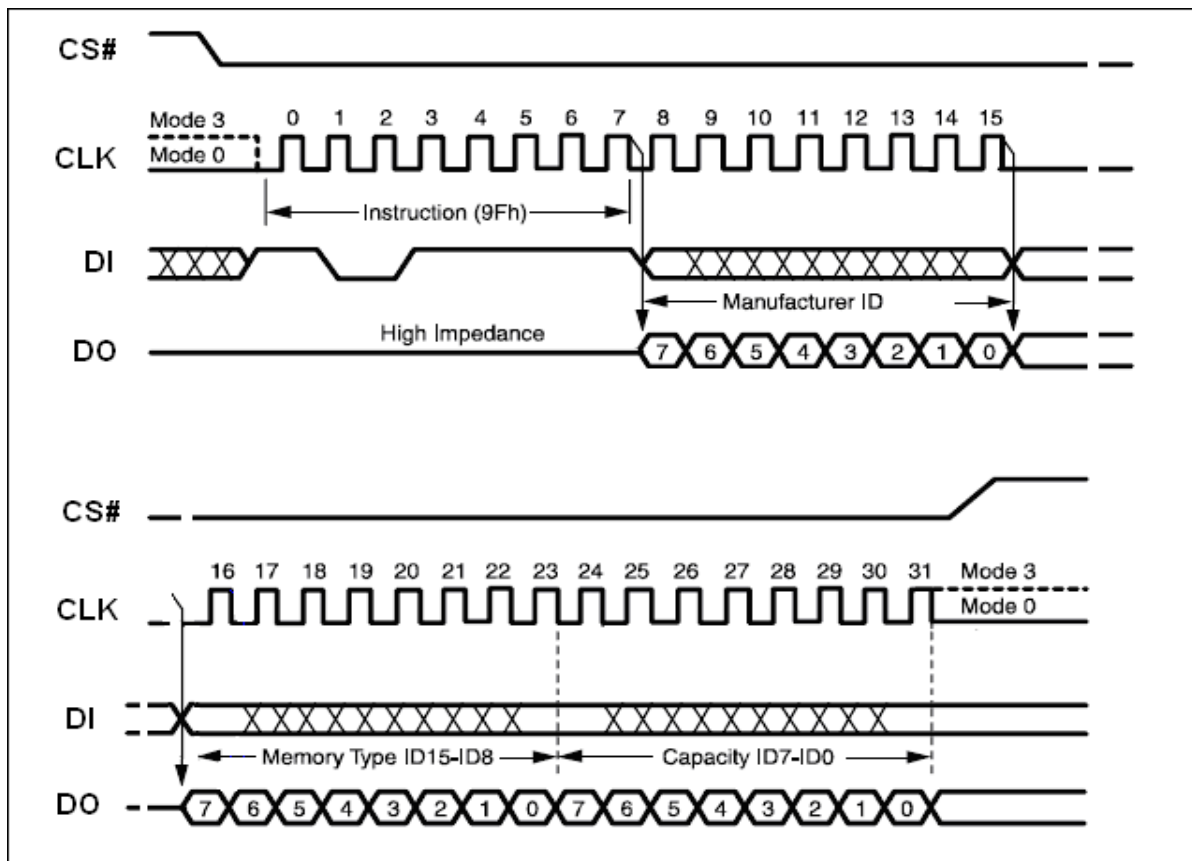 CS#
Mode 3
0 1 2 3 4 5 6 7 8 9 10 11 12 13 14 15
CLK
Mode 0
Instruction (9Fh)
DI
Manufacturer ID
High Impedance
DO
7 6 5 4 3 2 1 0
CS#
16 17 18 19 20 21 22 23 24 25 26 27 28 29 30 31
Mode 3
CLK
Mode 0
DI
Memory Type ID15-ID8
Capacity ID7-ID0
DO
7 6 5 4 3 2 1 0 7 6 5 4 3 2 1 0